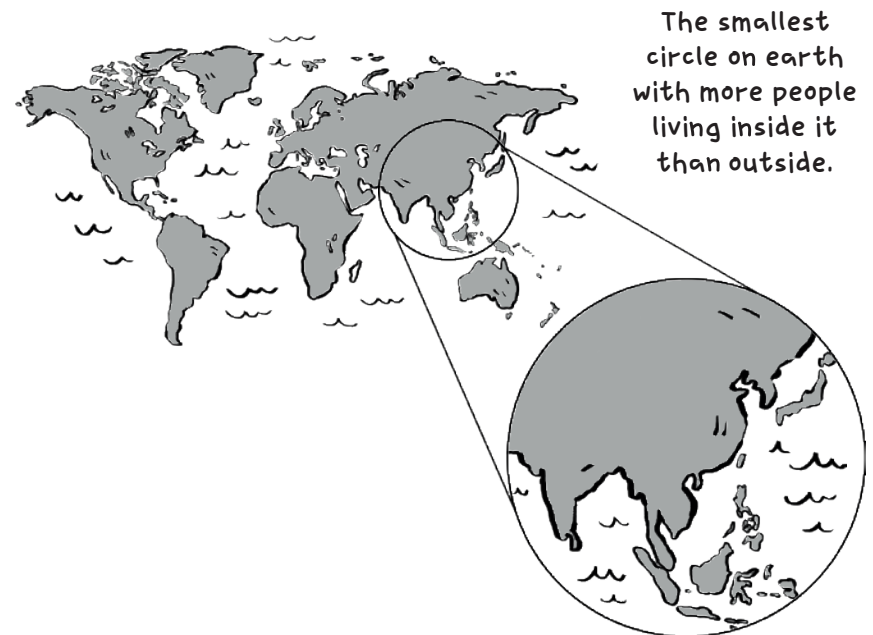 The smallest
circle on earth
with more people
living inside it
than outside.